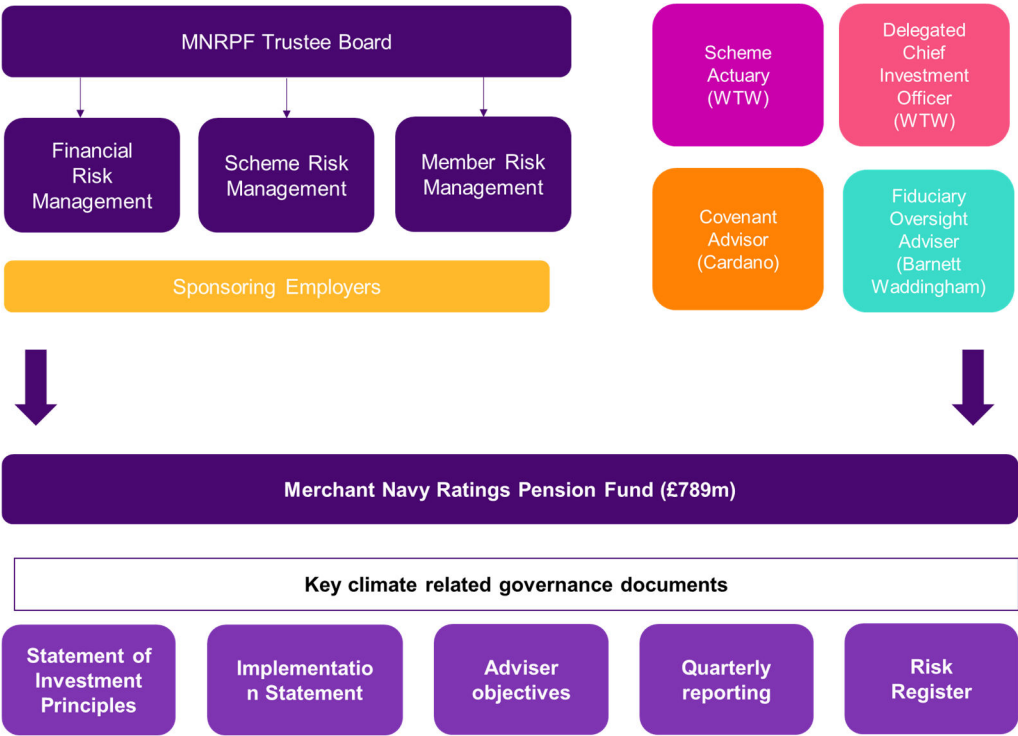 MNRPF Trustee Board
Financial
Risk
Management
Scheme Risk
Management
Member Risk
Management
Sponsoring Employers
Scheme
Actuary
(WTW)
Delegated
Chief
Investment
Officer
(WTW)
Covenant
Advisor
(Cardano)
Fiduciary
Oversight
Adviser
(Barnett
Waddingham)
Merchant Navy Ratings Pension Fund (£789m)
Key climate related governance documents
Statement of
Investment
Principles
Implementatio
n Statement
Adviser
objectives
Quarterly
reporting
Risk
Register